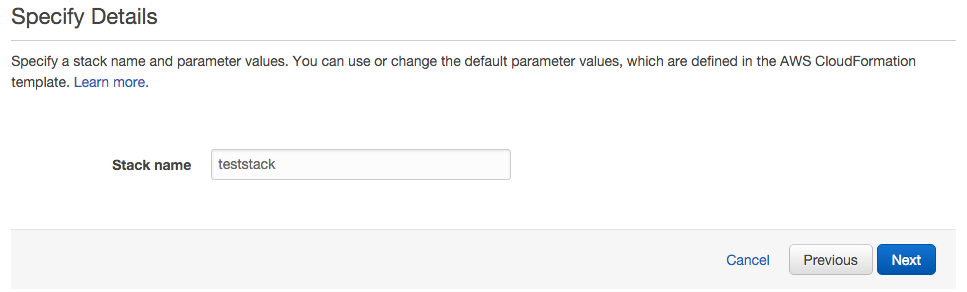 Specify Details
Specify a stack name and parameter values. You can use or change the default parameter values, which are defined in the AWS CloudFormation
template. Learn more.
Stack name teststack
Cancel Previous Next